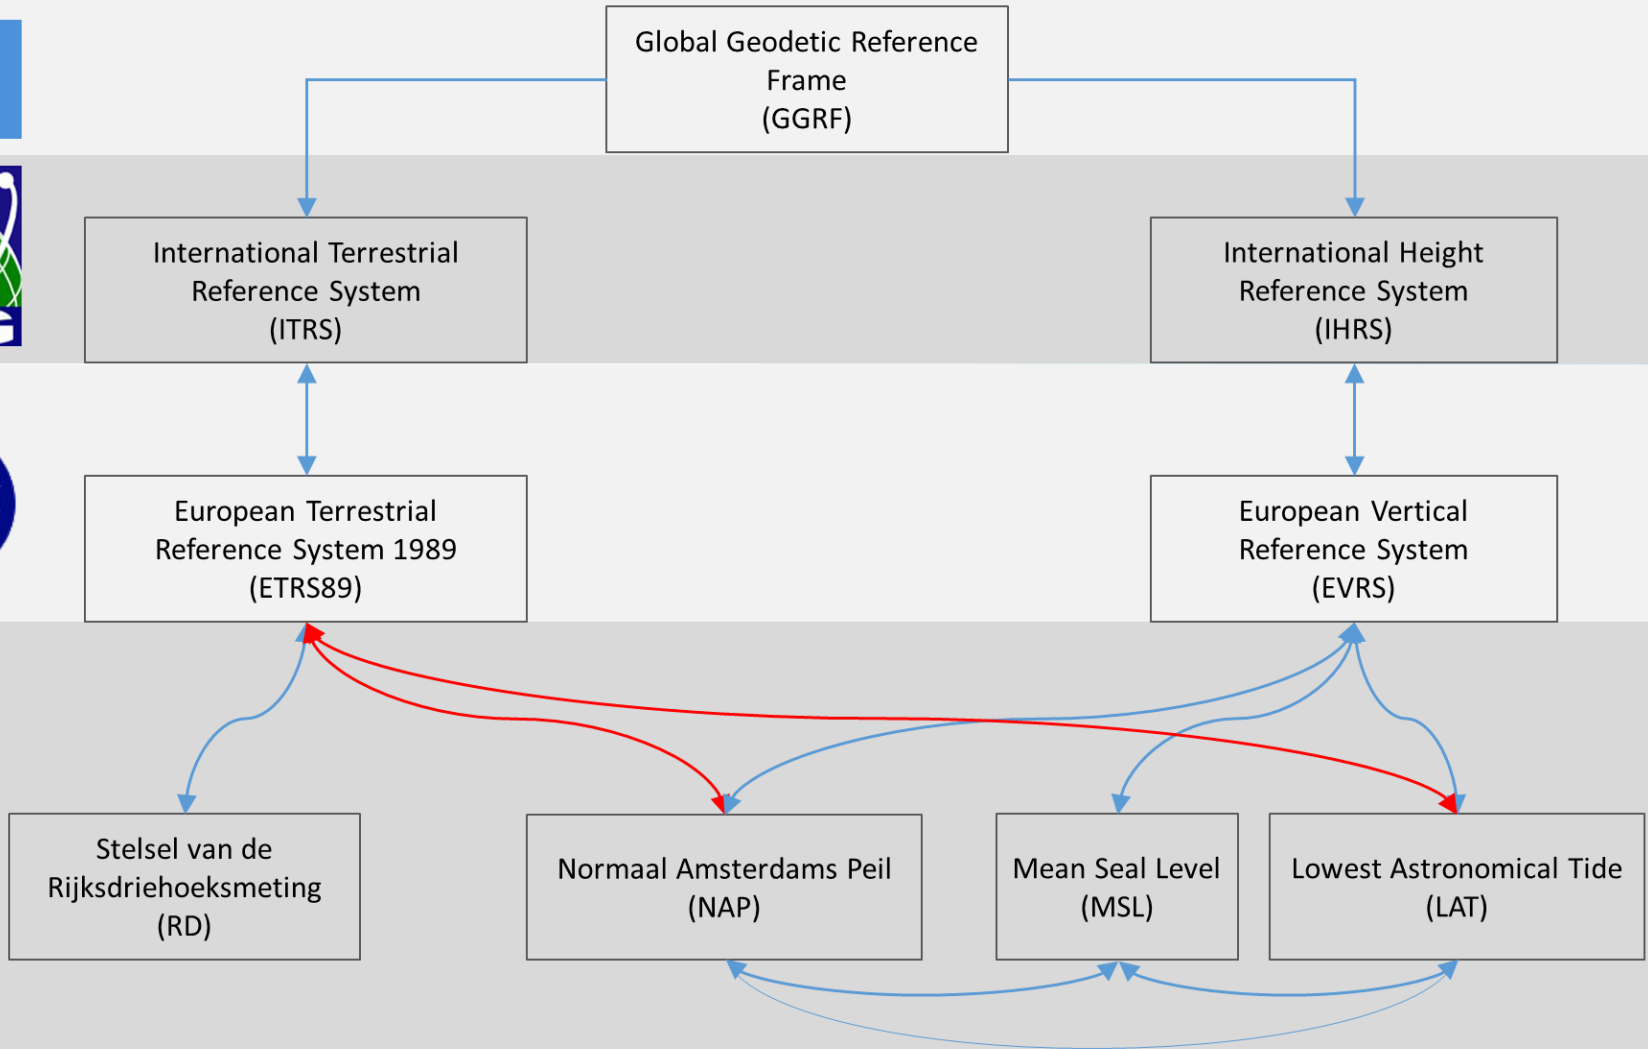 Global Geodetic Reference
Frame
(GGRF)
International Terrestrial
Reference System
(ITRS)
International Height
Reference System
(IHRS)
G
European Terrestrial
Reference System 1989
(ETRS89)
European Vertical
Reference System
(EVRS)
Stelsel van de
Rijksdriehoeksmeting
(RD)
Normaal Amsterdams Peil
(NAP)
Mean Seal Level
(MSL)
Lowest Astronomical Tide
(LAT)